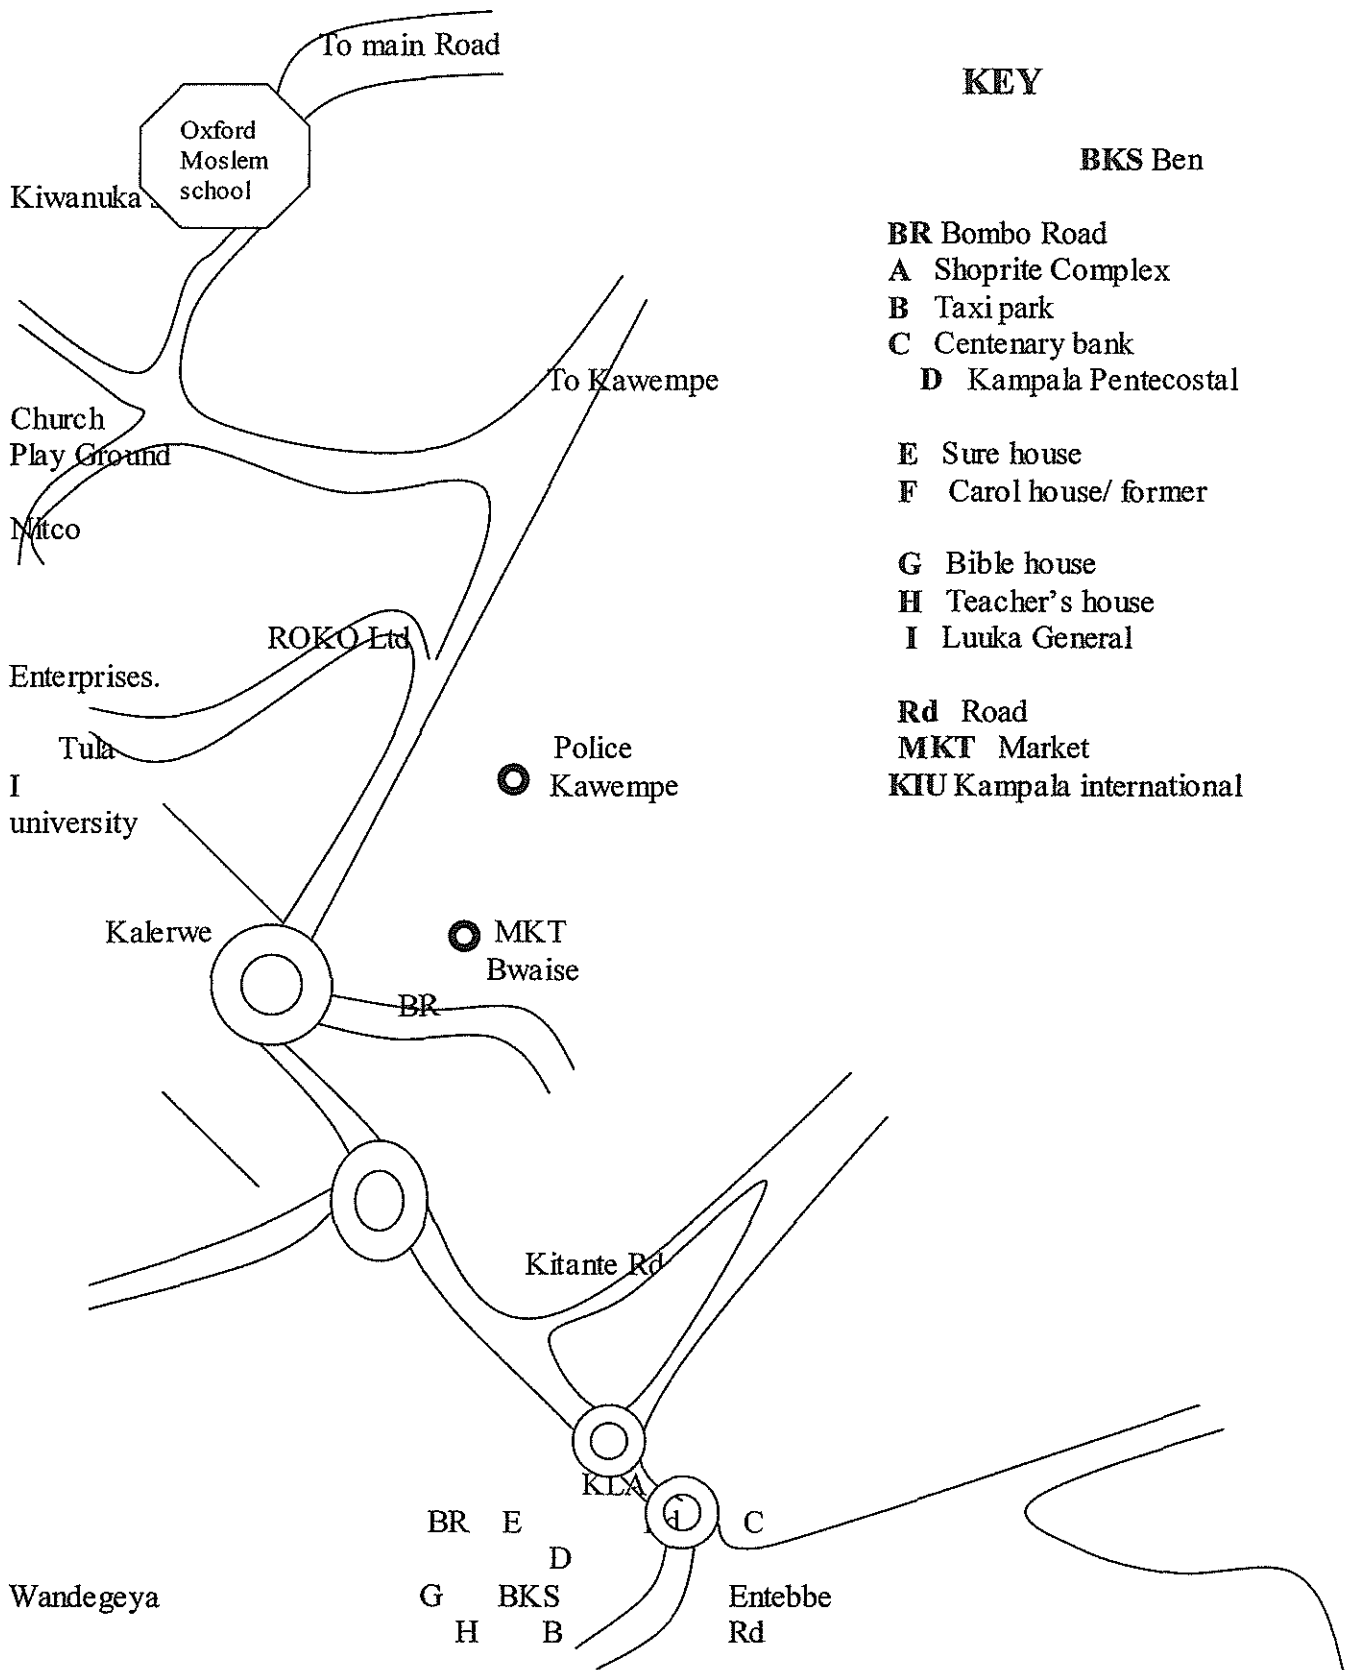 To main Road
KEY
Oxford
Moslem
school
BKS Ben
Kiwanuka
BR Bombo Road
A Shoprite Complex
B Taxi park
C Centenary bank
To Kawempe
D Kampala Pentecostal
Church
Play Ground
E Sure house
F Carol house/ former
Nitco
G Bible house
H Teacher's house
ROKO Ltd
I Luuka General
Enterprises.
Rd Road
Tula
Police
MKT Market
I
Kawempe
KIU Kampala international
university
Kalerwe
MKT
Bwaise
BR
Kitante Rd
KLA
BR E
C
D
Wandegeya
G BKS
Entebbe
H B
Rd